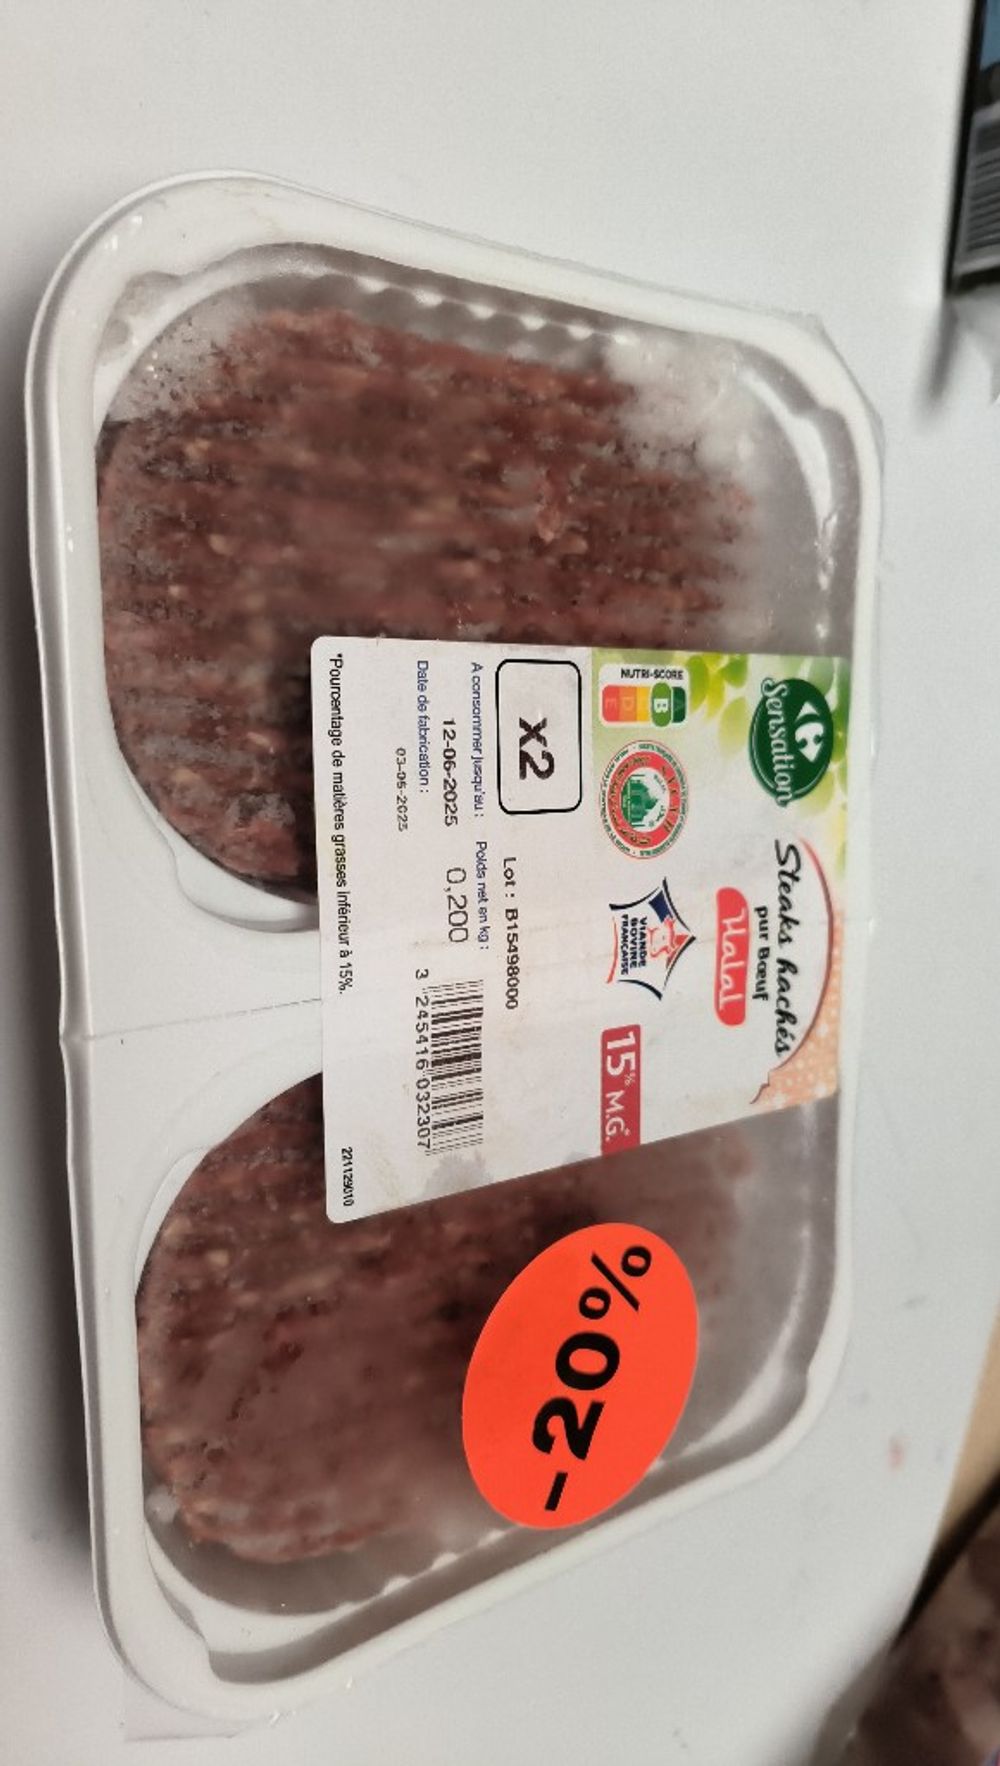 Sensation
Steaks hachés
pur Bœuf
Halal
NUTRI-SCORE
B
D
E
VIANDE
BOVINE
FRANÇAISE
15% M.G.*
x2
Lot : B15498000
A consommer jusqu'au :
12-06-2025
Poids net en kg :
0,200
Date de fabrication :
03-06-2025
3 245416 032307
*Pourcentage de matières grasses inférieur à 15%.
221129010
-20%